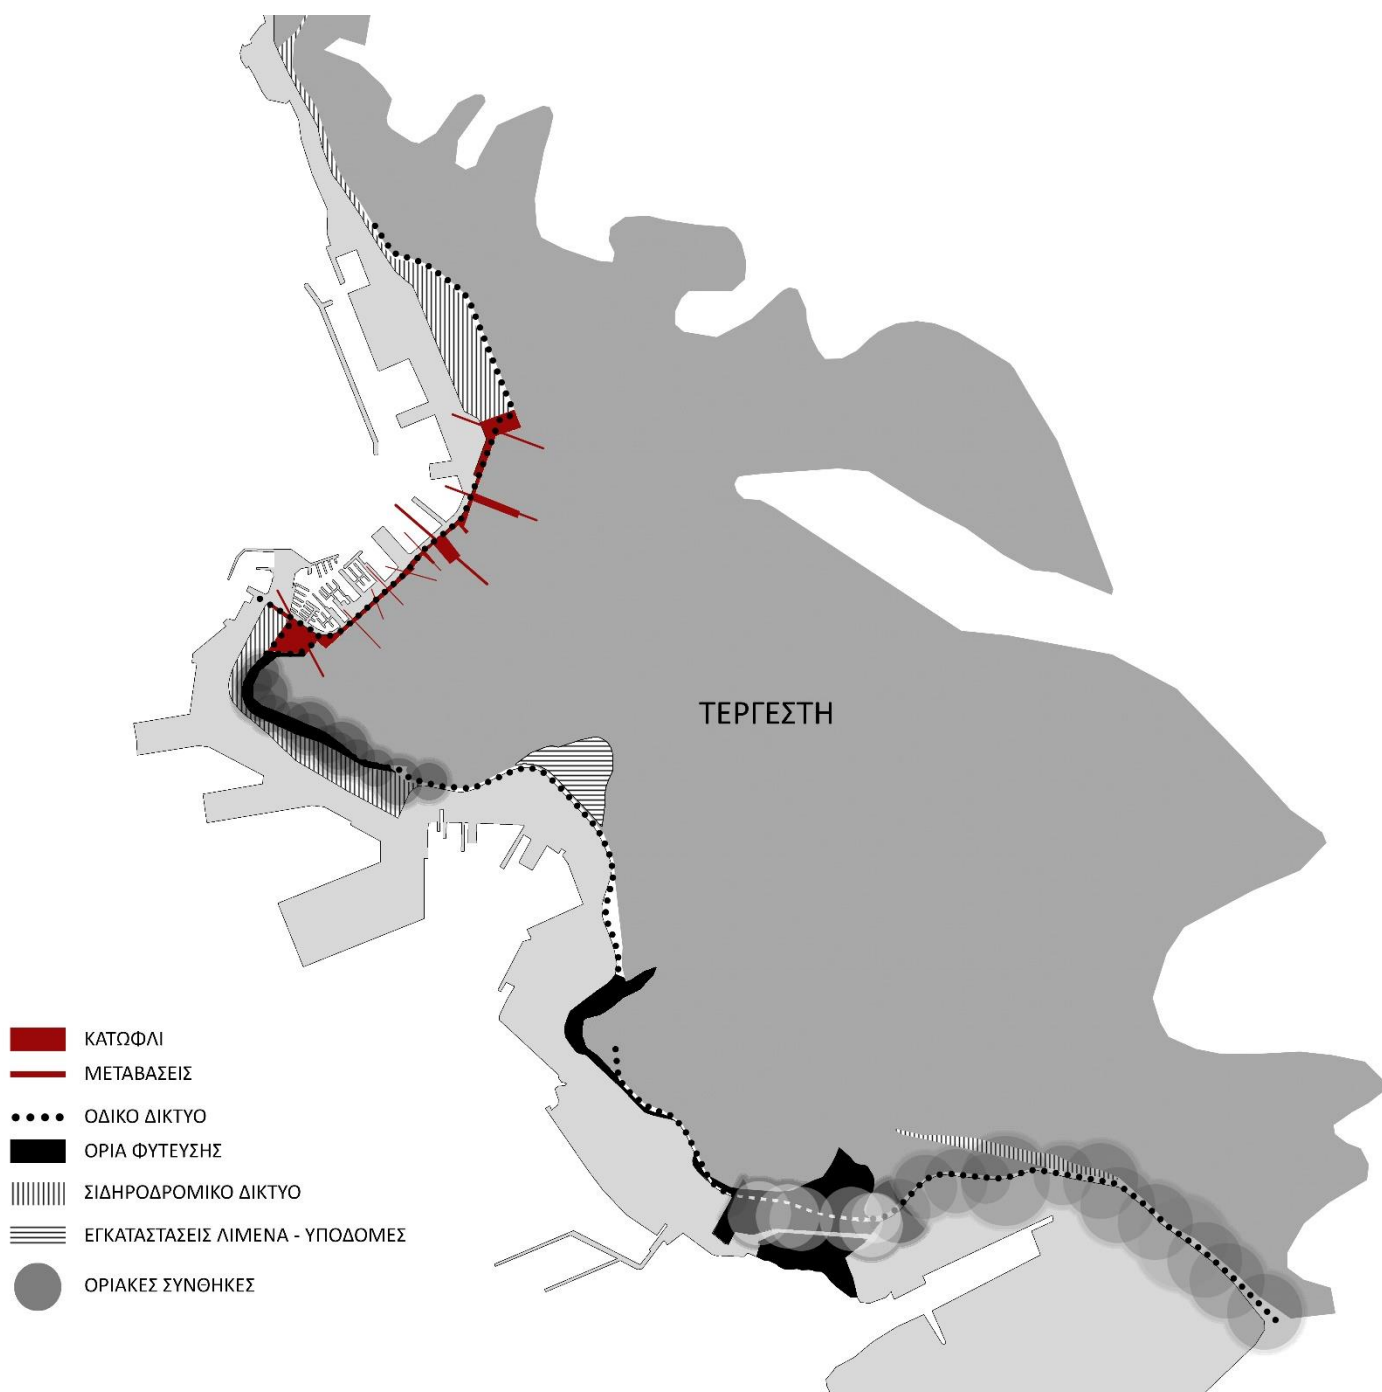 ΤΕΡΓΕΣΤΗ
ΚΑΤΩΦΛΙ
ΜΕΤΑΒΑΣΕΙΣ
ΟΔΙΚΟ ΔΙΚΤΥΟ
ΟΡΙΑ ΦΥΤΕΥΣΗΣ
ΣΙΔΗΡΟΔΡΟΜΙΚΟ ΔΙΚΤΥΟ
ΕΓΚΑΤΑΣΤΑΣΕΙΣ ΛΙΜΕΝΑ - ΥΠΟΔΟΜΕΣ
ΟΡΙΑΚΕΣ ΣΥΝΘΗΚΕΣ